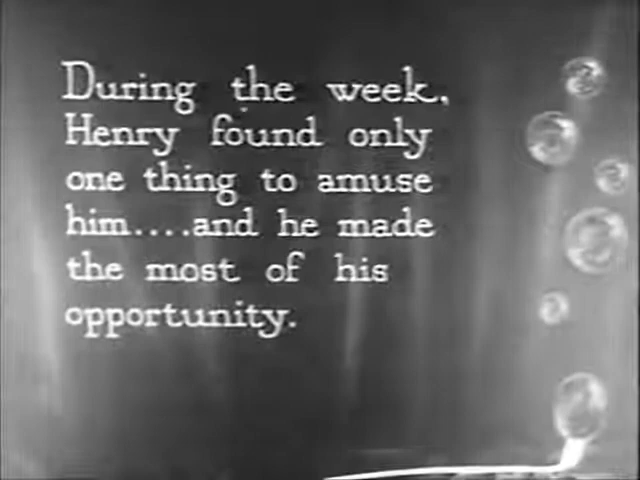 During the week,
Henry found only
one thing to amuse
him....and he made
the most of his
opportunity.